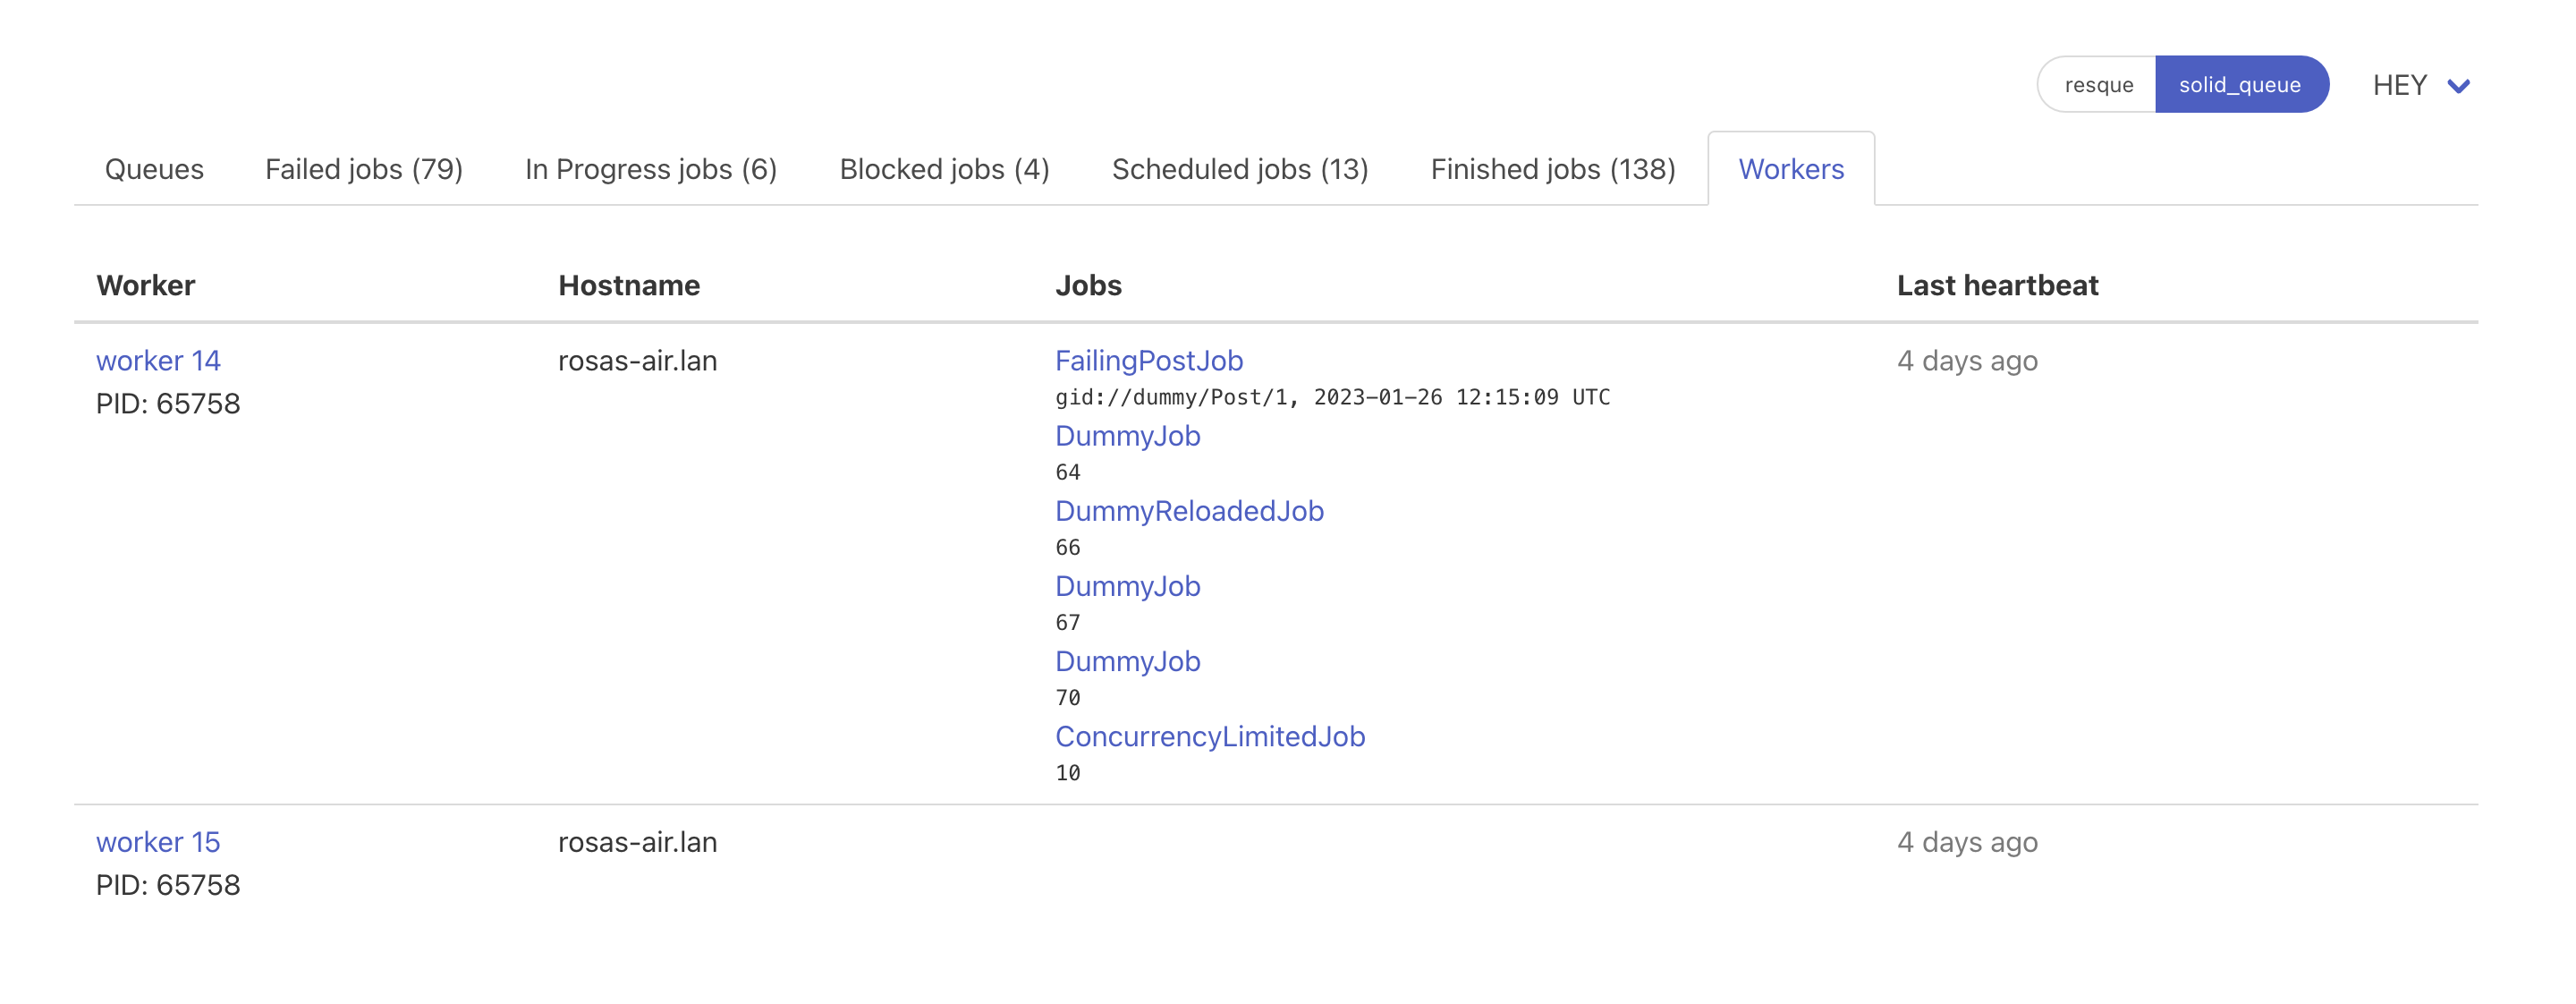 resque solid_queue HEY
Queues Failed jobs (79) In Progress jobs (6) Blocked jobs (4) Scheduled jobs (13) Finished jobs (138) Workers
Worker Hostname Jobs Last heartbeat
worker 14 rosas-air.lan FailingPostJob 4 days ago
PID: 65758 gid://dummy/Post/1, 2023-01-26 12:15:09 UTC
DummyJob
64
DummyReloadedJob
66
DummyJob
67
DummyJob
70
ConcurrencyLimitedJob
10
worker 15 rosas-air.lan 4 days ago
PID: 65758